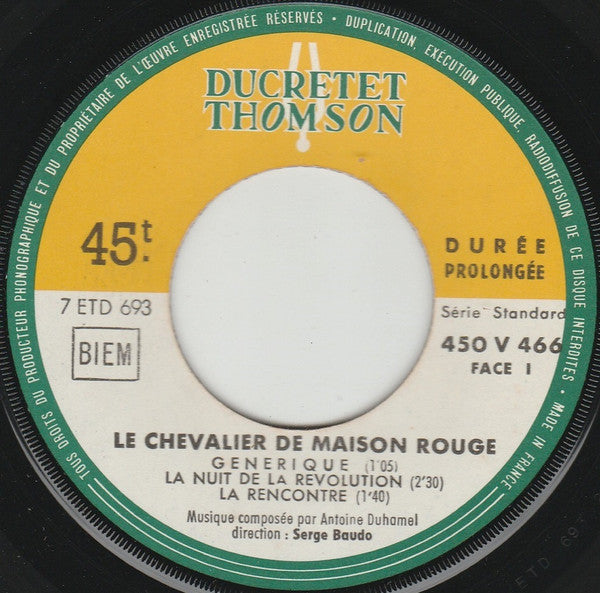 TOUS DROITS DU PRODUCTEUR PHONOGRAPHIQUE ET DU PROPRIÉTAIRE DE L'ŒUVRE ENREGISTRÉE RÉSERVÉS • DUPLICATION, EXÉCUTION PUBLIQUE, RADIODIFFUSION DE CE DISQUE INTERDITES • MADE IN FRANCE •
DUCRETET
THOMSON
45t.
DURÉE
PROLONGÉE
7 ETD 693
Série Standard
BIEM
450 V 466
FACE I
LE CHEVALIER DE MAISON ROUGE
GENERIQUE (1'05)
LA NUIT DE LA REVOLUTION (2'30)
LA RENCONTRE (1'40)
Musique composée par Antoine Duhamel
direction : Serge Baudo